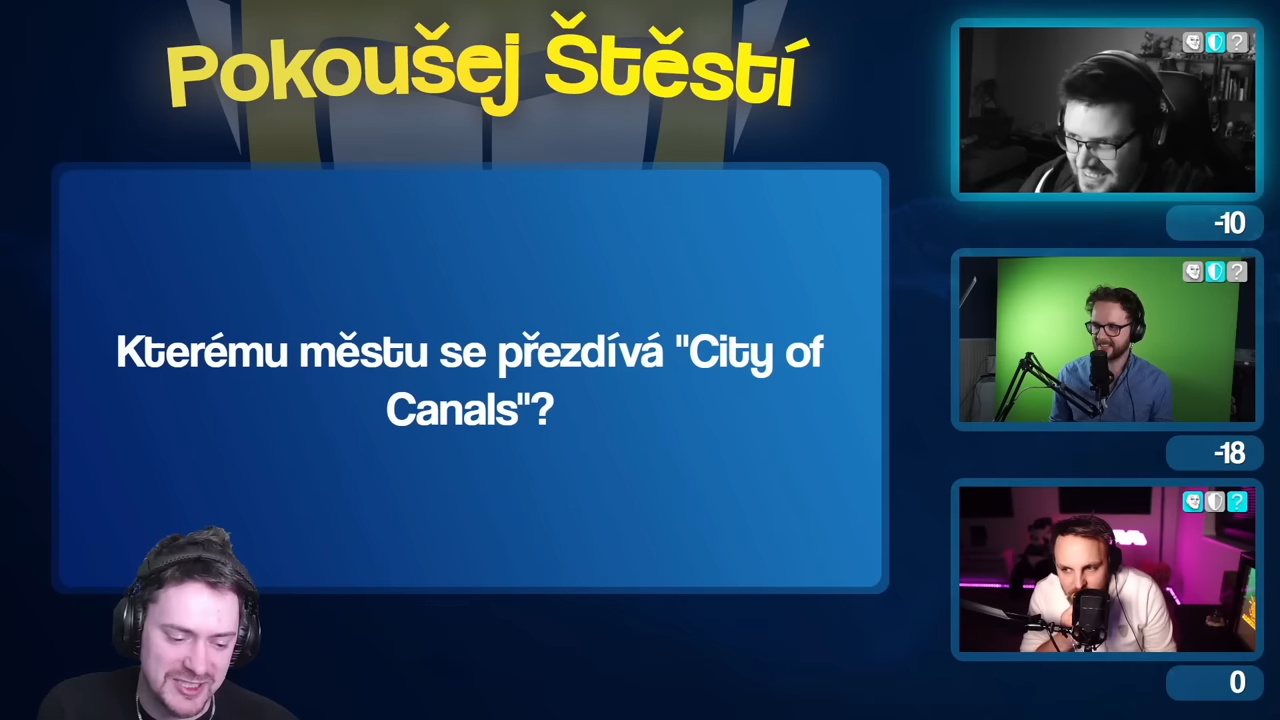 Pokoušej Štěstí
Kterému městu se přezdívá "City of
Canals"?
?
-10
?
-18
?
0